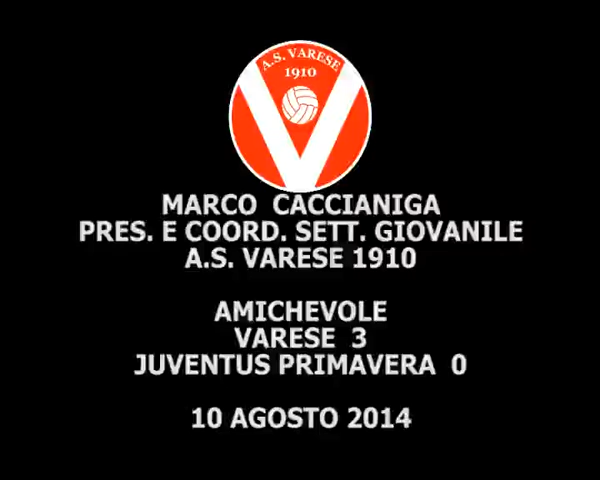 A.S. VARESE
1910
MARCO CACCIANIGA
PRES. E COORD. SETT. GIOVANILE
A.S. VARESE 1910
AMICHEVOLE
VARESE 3
JUVENTUS PRIMAVERA 0
10 AGOSTO 2014